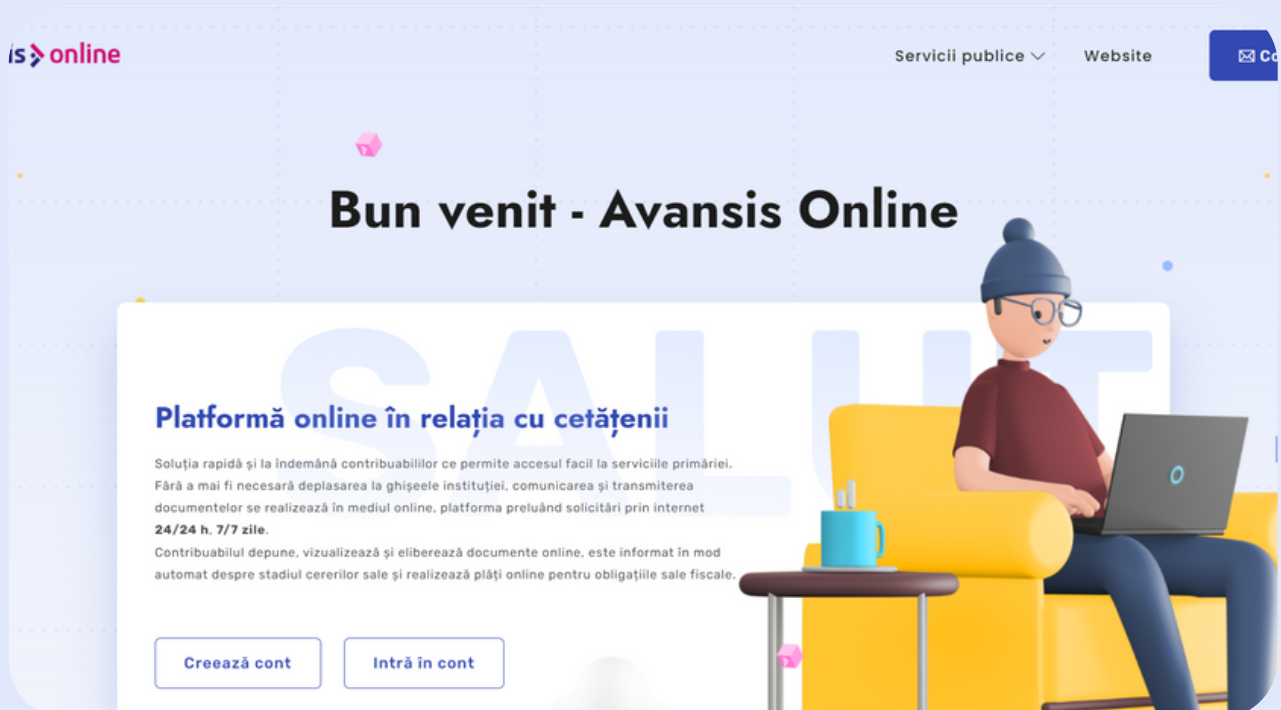 is online
Servicii publice
Website
Bun venit - Avansis Online
SALUT
Platformă online în relația cu cetățenii
Soluția rapidă și la îndemână contribuabililor ce permite accesul facil la serviciile primăriei.
Fără a mai fi necesară deplasarea la ghișeele instituției, comunicarea și transmiterea
documentelor se realizează în mediul online, platforma preluând solicitări prin internet
24/24 h, 7/7 zile.
Contribuabilul depune, vizualizează și eliberează documente online, este informat în mod
automat despre stadiul cererilor sale și realizează plăți online pentru obligațiile sale fiscale.
Creează cont
Intră în cont